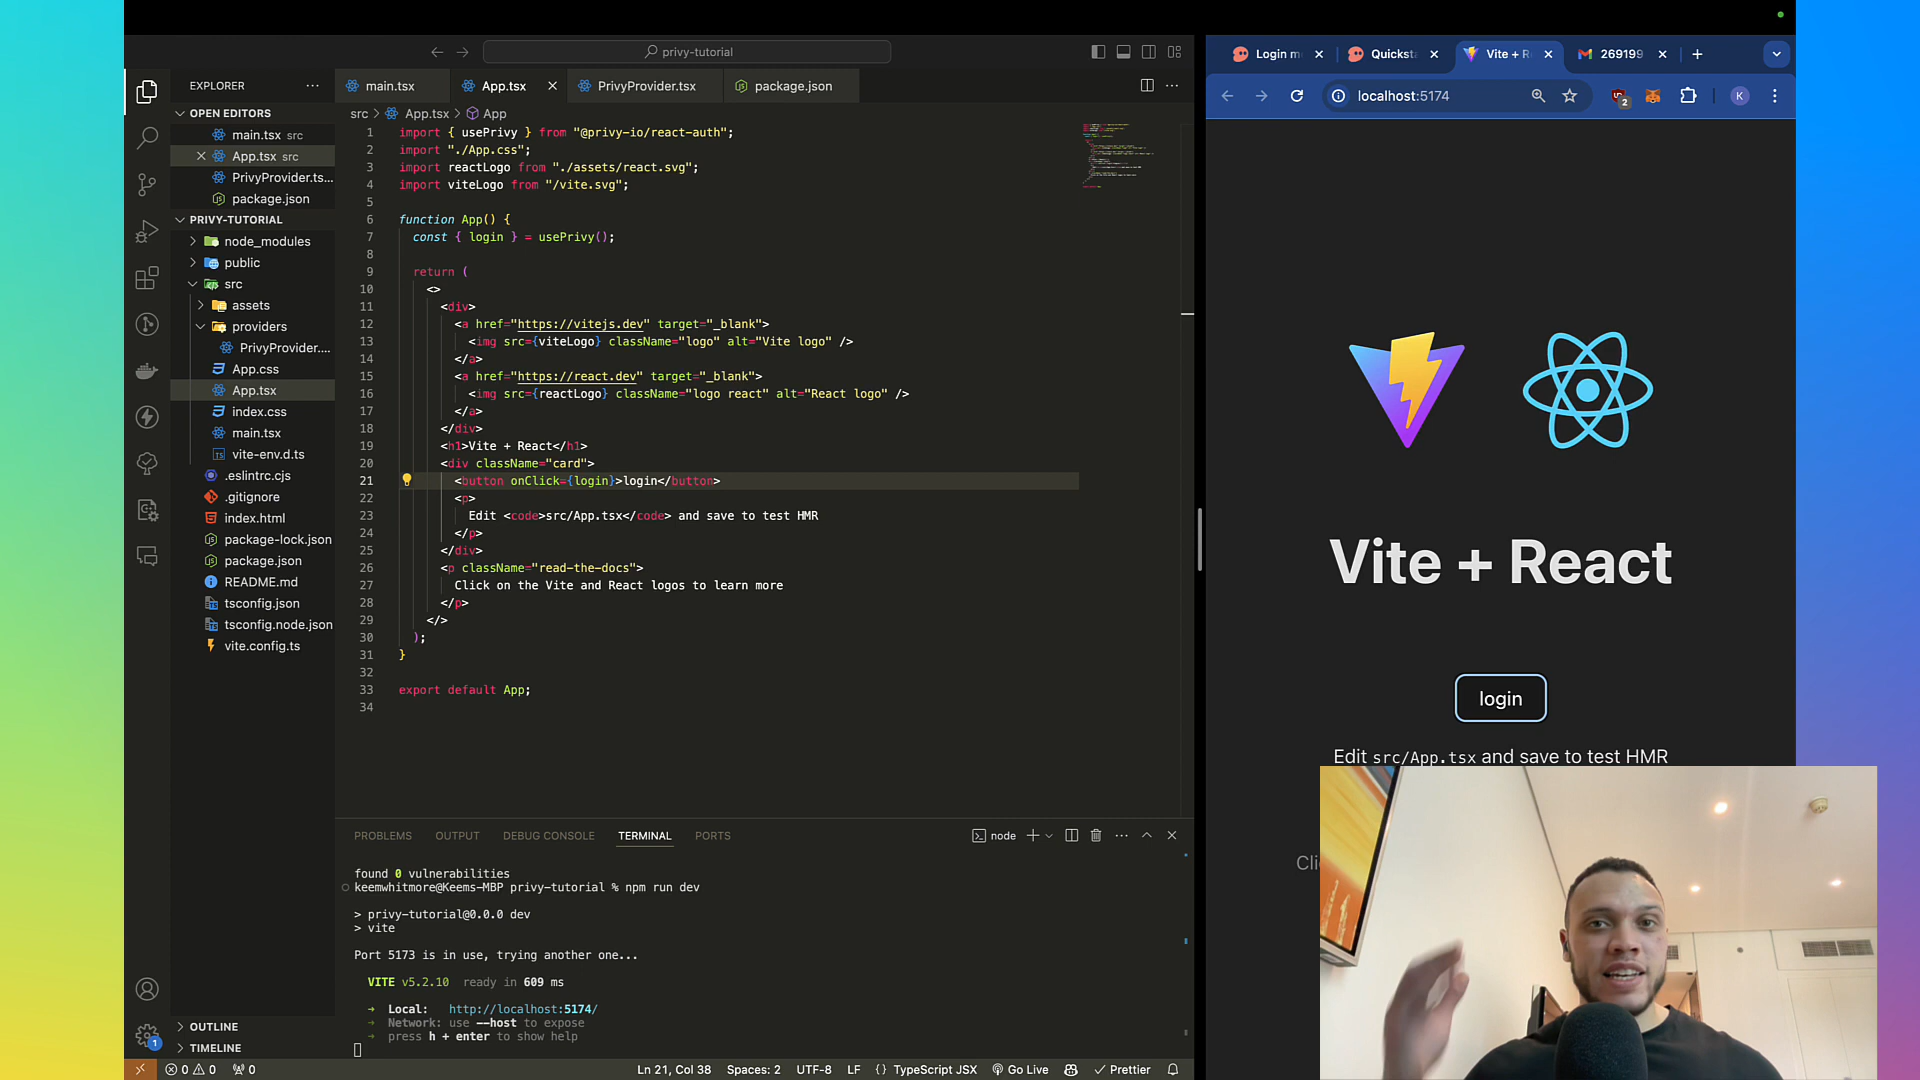 privy-tutorial
EXPLORER
OPEN EDITORS
main.tsx src
App.tsx src
PrivyProvider.ts...
package.json
PRIVY-TUTORIAL
node_modules
public
src
assets
providers
PrivyProvider....
App.css
App.tsx
index.css
main.tsx
vite-env.d.ts
.eslintrc.cjs
.gitignore
index.html
package-lock.json
package.json
README.md
tsconfig.json
tsconfig.node.json
vite.config.ts
OUTLINE
TIMELINE
main.tsx
App.tsx
PrivyProvider.tsx
package.json
src > App.tsx > App
1 import { usePrivy } from "@privy-io/react-auth";
2 import "./App.css";
3 import reactLogo from "./assets/react.svg";
4 import viteLogo from "/vite.svg";
5
6 function App() {
7 const { login } = usePrivy();
8
9 return (
10 <>
11 <div>
12 <a href="https://vitejs.dev" target="_blank">
13 <img src={viteLogo} className="logo" alt="Vite logo" />
14 </a>
15 <a href="https://react.dev" target="_blank">
16 <img src={reactLogo} className="logo react" alt="React logo" />
17 </a>
18 </div>
19 <h1>Vite + React</h1>
20 <div className="card">
21 <button onClick={login}>login</button>
22 <p>
23 Edit <code>src/App.tsx</code> and save to test HMR
24 </p>
25 </div>
26 <p className="read-the-docs">
27 Click on the Vite and React logos to learn more
28 </p>
29 </>
30 );
31 }
32
33 export default App;
34
PROBLEMS
OUTPUT
DEBUG CONSOLE
TERMINAL
PORTS
node
found 0 vulnerabilities
keemwhitmore@Keems-MBP privy-tutorial % npm run dev
> privy-tutorial@0.0.0 dev
> vite
Port 5173 is in use, trying another one...
VITE v5.2.10 ready in 609 ms
➜ Local: http://localhost:5174/
➜ Network: use --host to expose
➜ press h + enter to show help
1
0 0
0
Ln 21, Col 38
Spaces: 2
UTF-8
LF
{} TypeScript JSX
Go Live
Prettier
Login m
Quicksta
Vite + R
269199
localhost:5174
2
K
Vite + React
login
Edit src/App.tsx and save to test HMR
Cli